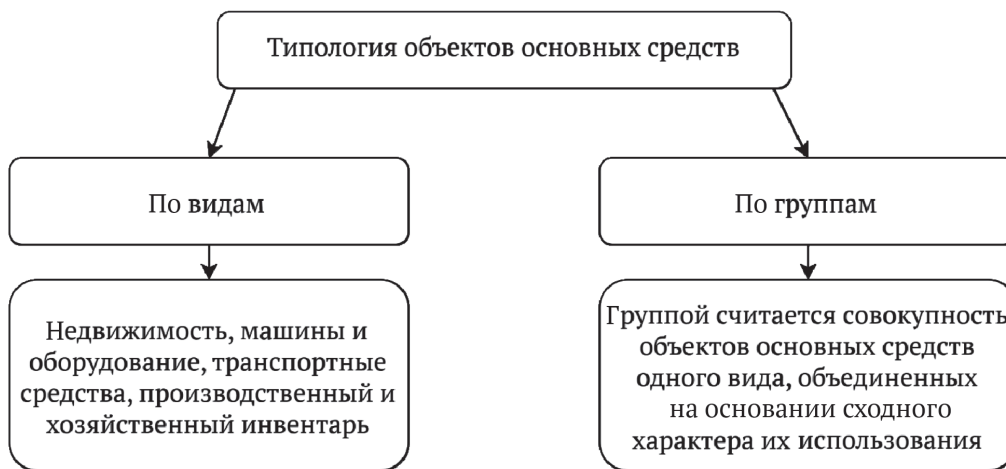 Типология объектов основных средств
По видам
По группам
Недвижимость, машины и
оборудование, транспортные
средства, производственный и
хозяйственный инвентарь
Группой считается совокупность
объектов основных средств
одного вида, объединенных
на основании сходного
характера их использования